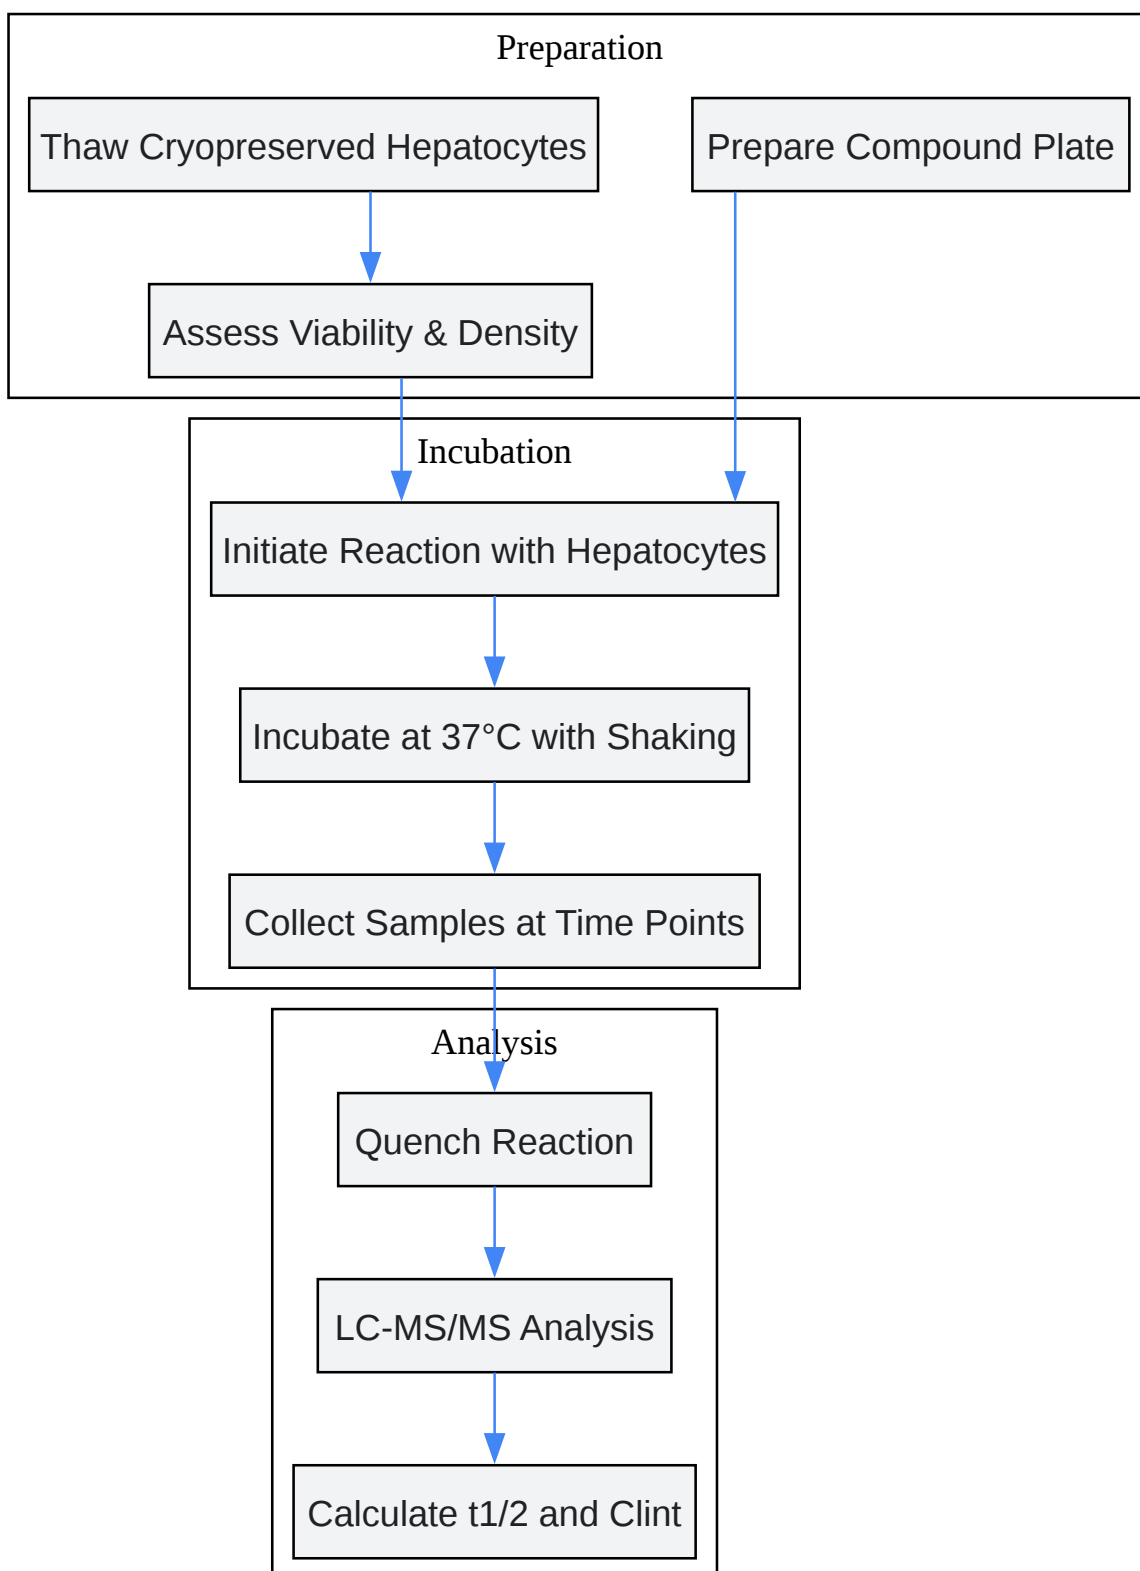 Preparation
Thaw Cryopreserved Hepatocytes
Prepare Compound Plate
Assess Viability & Density
Incubation
Initiate Reaction with Hepatocytes
Incubate at 37°C with Shaking
Collect Samples at Time Points
Analysis
Quench Reaction
LC-MS/MS Analysis
Calculate t1/2 and Clint